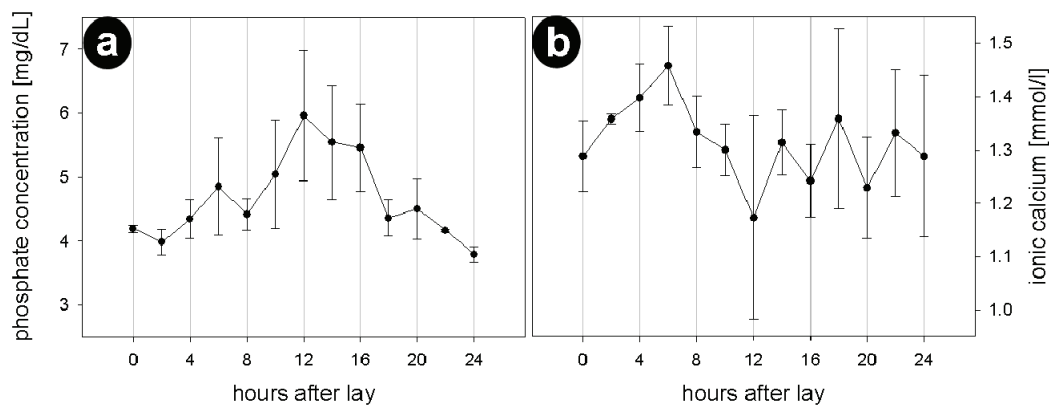 a
phosphate concentration [mg/dL]
7
6
5
4
3
0 4 8 12 16 20 24
hours after lay
b
ionic calcium [mmol/l]
1.5
1.4
1.3
1.2
1.1
1.0
0 4 8 12 16 20 24
hours after lay